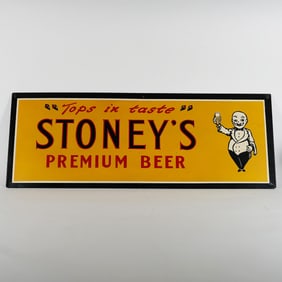 "Tops in taste"
STONEY'S
PREMIUM BEER